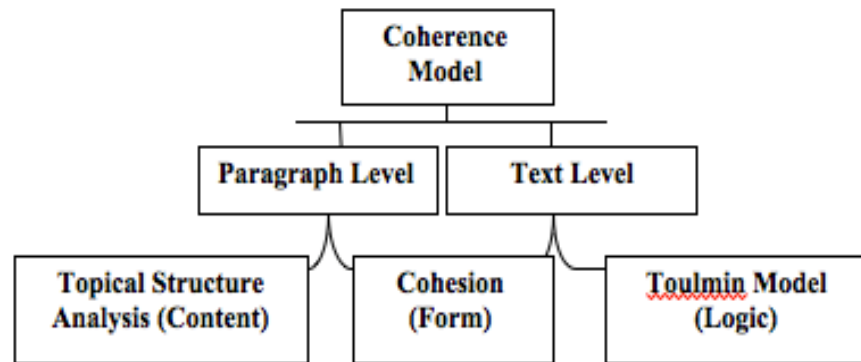 Coherence
Model
Paragraph Level
Text Level
Topical Structure
Analysis (Content)
Cohesion
(Form)
Toulmin Model
(Logic)